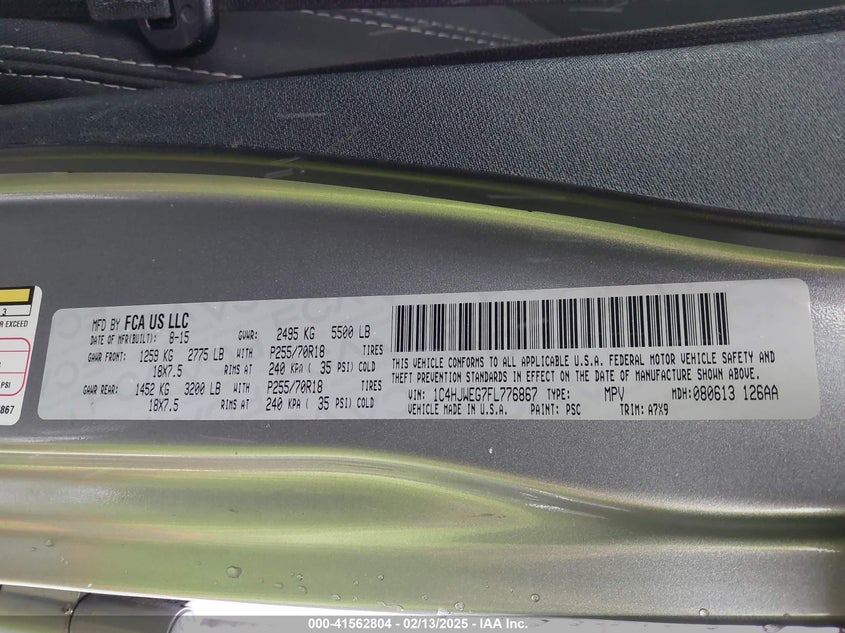 3
R EXCEED
PSI
6867
MFD BY FCA US LLC
DATE OF MFR(BUILT): 8-15 GVWR: 2495 KG 5500 LB
GAWR FRONT: 1259 KG 2775 LB WITH P255/70R18 TIRES
18X7.5 RIMS AT 240 KPA ( 35 PSI) COLD
GAWR REAR: 1452 KG 3200 LB WITH P255/70R18 TIRES
18X7.5 RIMS AT 240 KPA ( 35 PSI) COLD
THIS VEHICLE CONFORMS TO ALL APPLICABLE U.S.A. FEDERAL MOTOR VEHICLE SAFETY AND
THEFT PREVENTION STANDARDS IN EFFECT ON THE DATE OF MANUFACTURE SHOWN ABOVE.
VIN: 1C4HJWEG7FL776867 TYPE: MPV MDH: 080613 126AA
VEHICLE MADE IN U.S.A. PAINT: PSC TRIM: A7X9
000-41562804 - 02/13/2025 - IAA Inc.